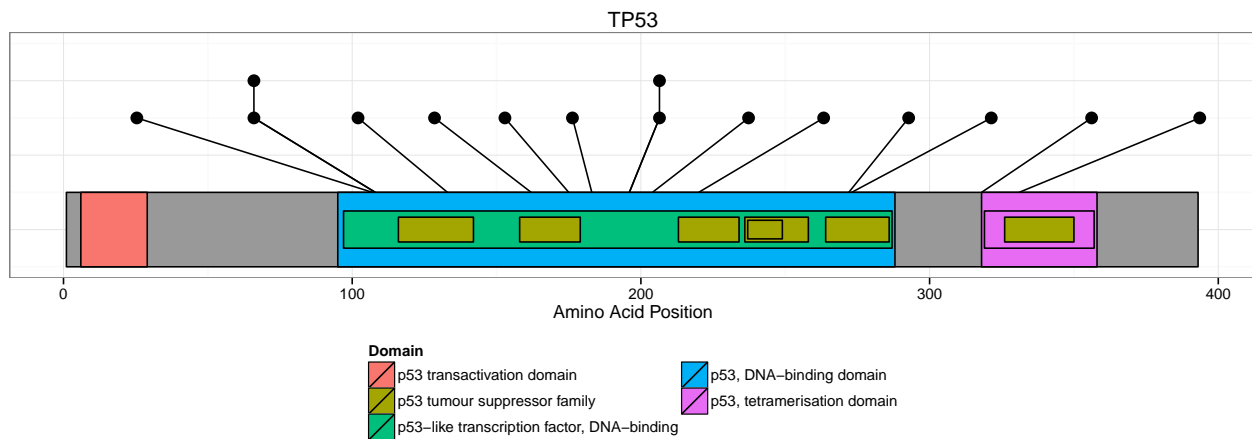 TP53
0 100 200 300 400
Amino Acid Position
Domain
p53 transactivation domain
p53 tumour suppressor family
p53−like transcription factor, DNA−binding
p53, DNA−binding domain
p53, tetramerisation domain